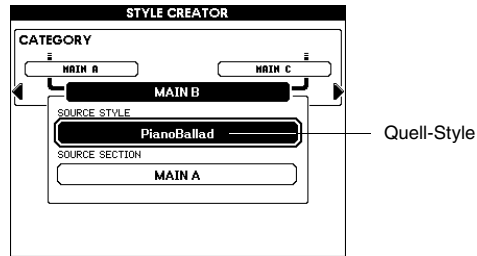 STYLE CREATOR
CATEGORY
MAIN A
MAIN C
MAIN B
SOURCE STYLE
PianoBallad
Quell-Style
SOURCE SECTION
MAIN A